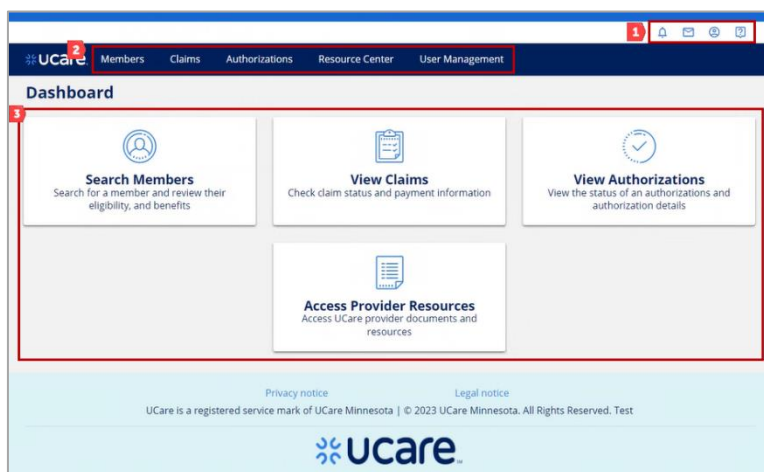 1
2
ucare
Members Claims Authorizations Resource Center User Management
Dashboard
3
Search Members
Search for a member and review their
eligibility, and benefits
View Claims
Check claim status and payment information
View Authorizations
View the status of an authorizations and
authorization details
Access Provider Resources
Access UCare provider documents and
resources
Privacy notice Legal notice
UCare is a registered service mark of UCare Minnesota | © 2023 UCare Minnesota. All Rights Reserved. Test
ucare